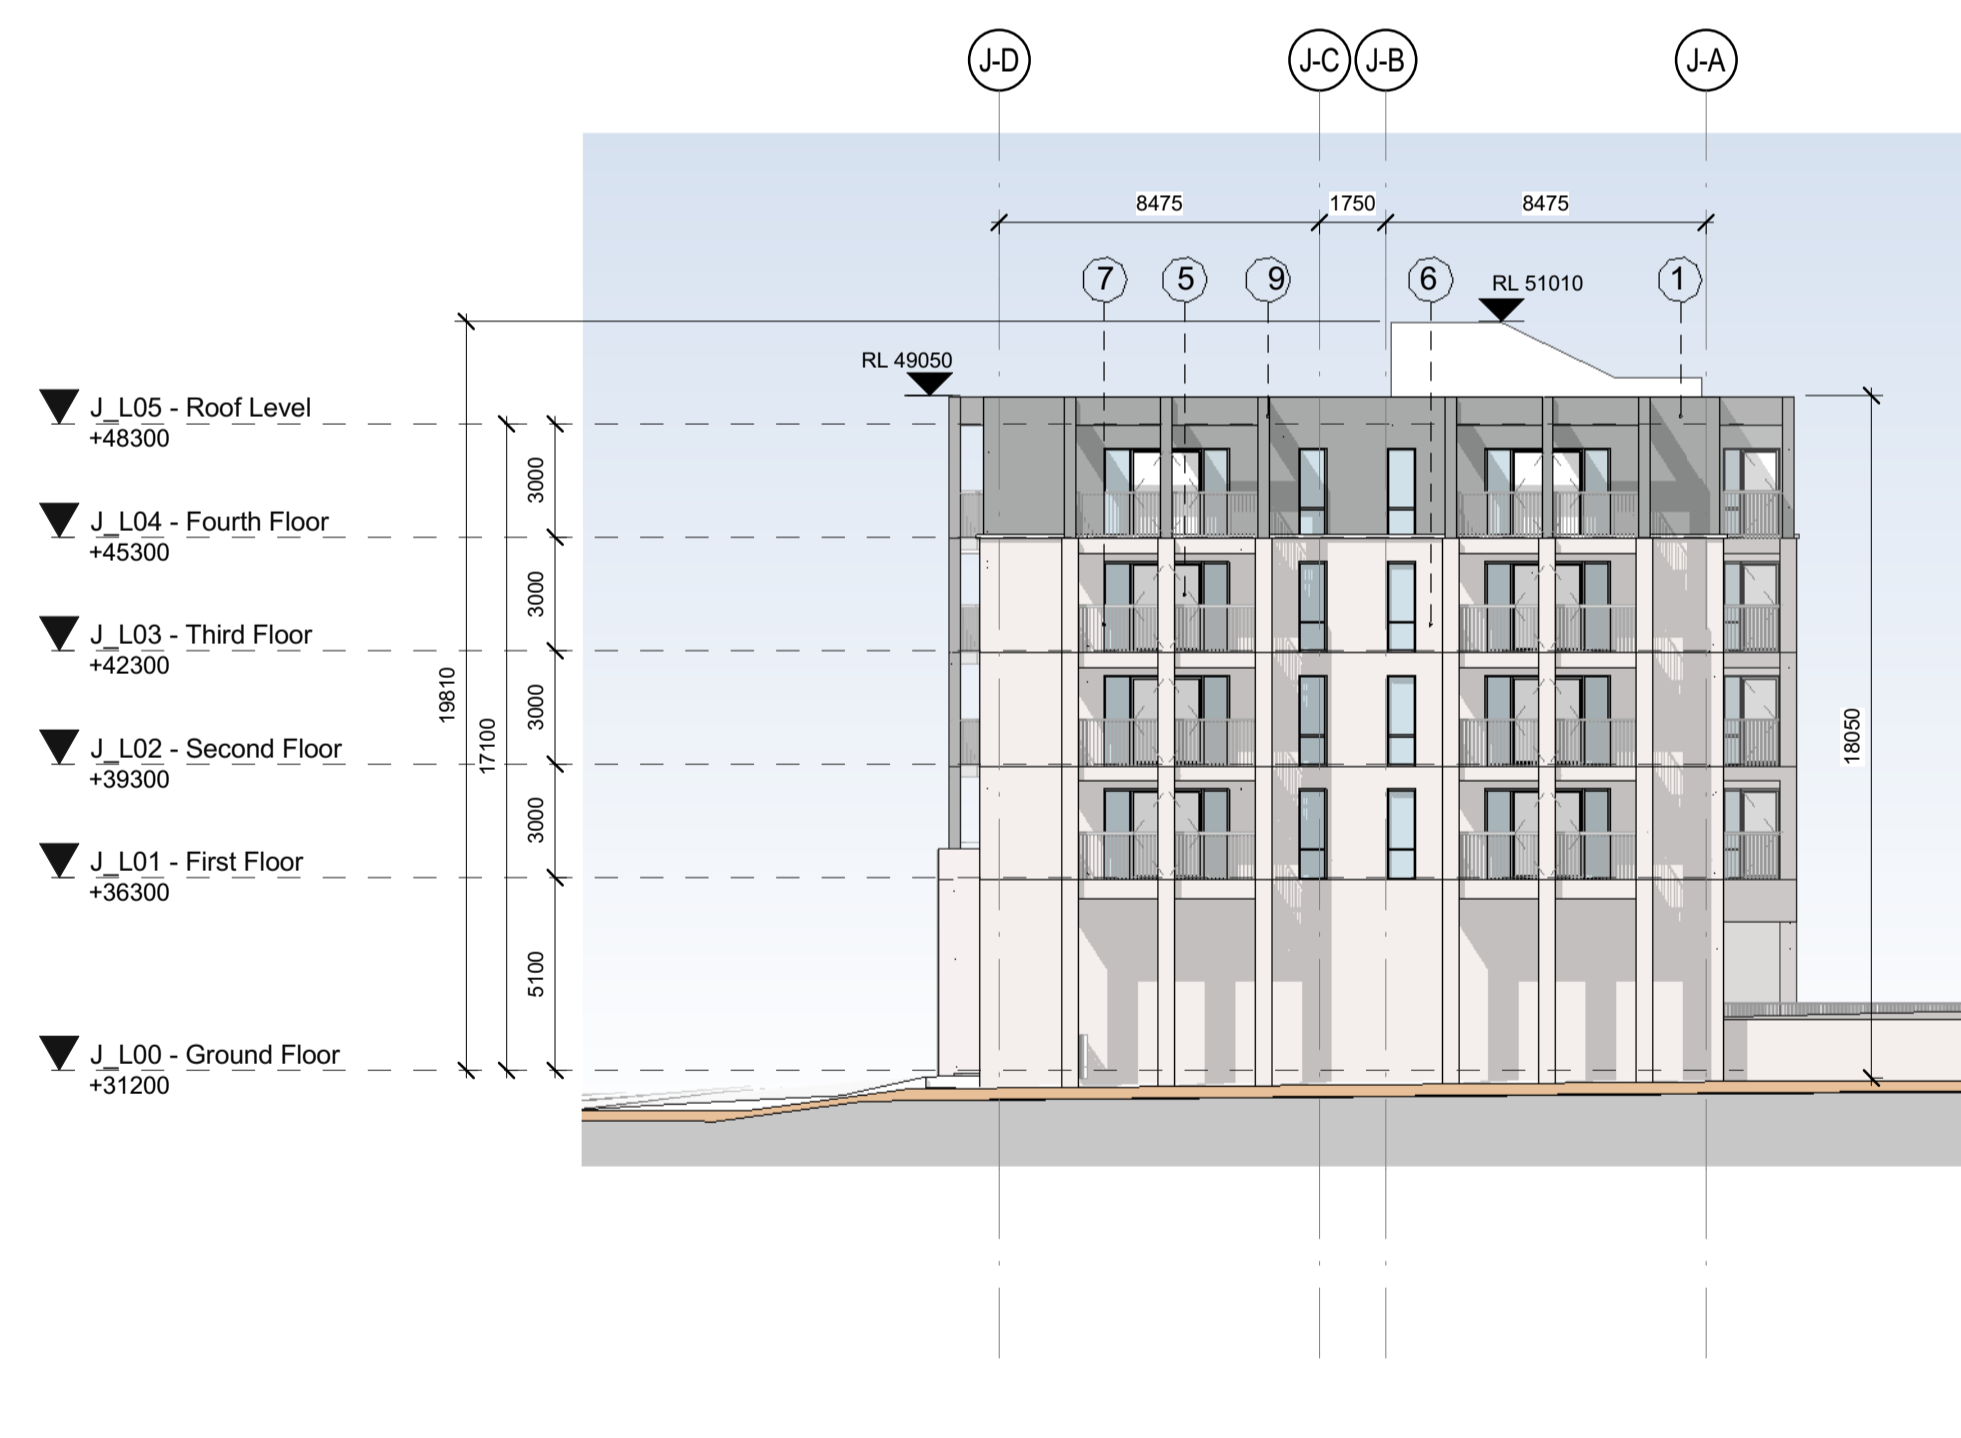 J-D J-C J-B J-A
8475 1750 8475
7 5 9 6 1
RL 51010
RL 49050
J_L05 - Roof Level
+48300
3000
J_L04 - Fourth Floor
+45300
3000
J_L03 - Third Floor
+42300
19810
17100
3000
18050
J_L02 - Second Floor
+39300
3000
J_L01 - First Floor
+36300
5100
J_L00 - Ground Floor
+31200